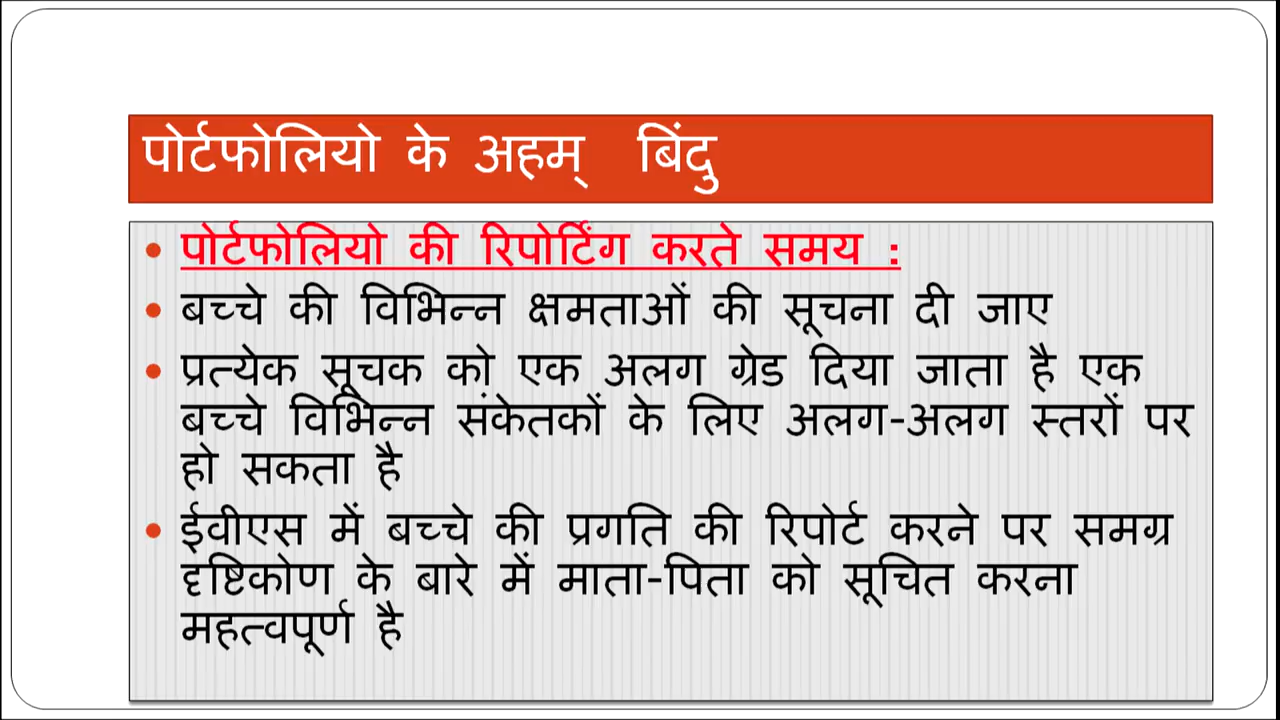 पोर्टफोलियो के अहम् बिंदु
• पोर्टफोलियो की रिपोर्टिंग करते समय :
• बच्चे की विभिन्न क्षमताओं की सूचना दी जाए
• प्रत्येक सूचक को एक अलग ग्रेड दिया जाता है एक
बच्चे विभिन्न संकेतकों के लिए अलग-अलग स्तरों पर
हो सकता है
• ईवीएस में बच्चे की प्रगति की रिपोर्ट करने पर समग्र
दृष्टिकोण के बारे में माता-पिता को सूचित करना
महत्वपूर्ण है